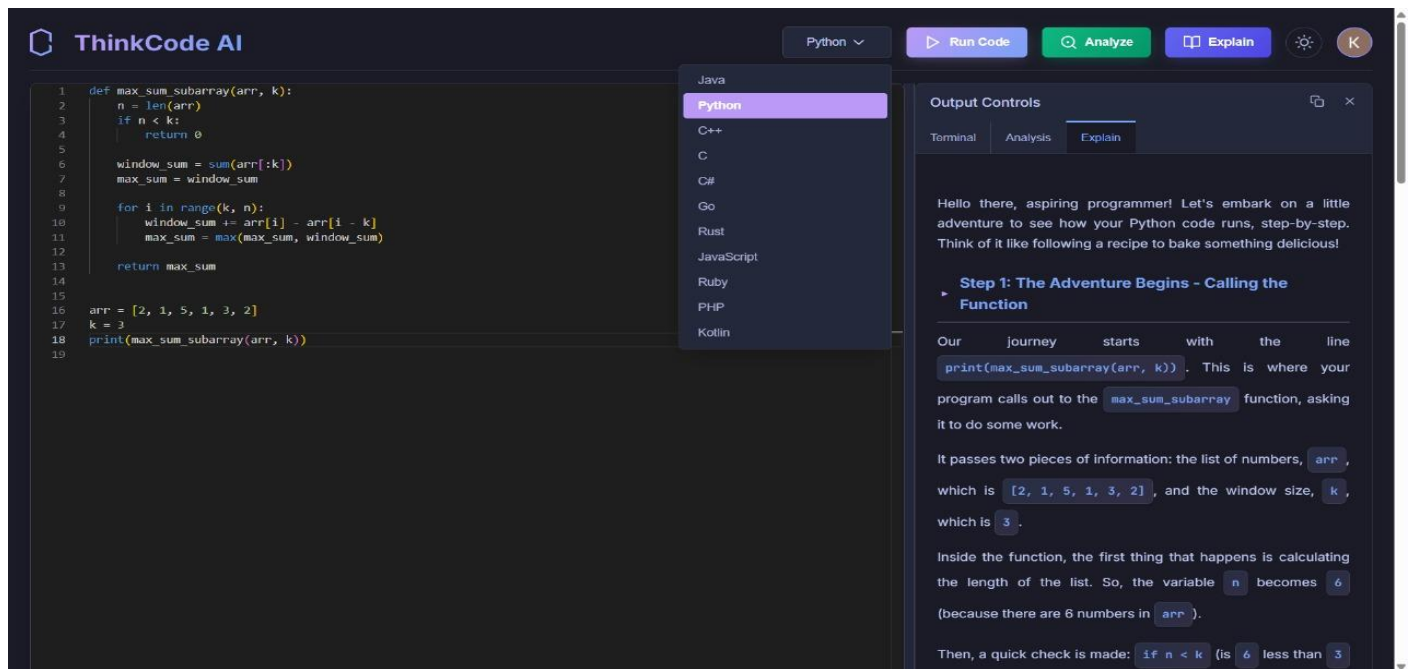 ThinkCode AI
Python
Run Code
Analyze
Explain
K
Java
Python
C++
C
C#
Go
Rust
JavaScript
Ruby
PHP
Kotlin
1 def max_sum_subarray(arr, k):
2 n = len(arr)
3 if n < k:
4 return 0
5
6 window_sum = sum(arr[:k])
7 max_sum = window_sum
8
9 for i in range(k, n):
10 window_sum += arr[i] - arr[i - k]
11 max_sum = max(max_sum, window_sum)
12
13 return max_sum
14
15
16 arr = [2, 1, 5, 1, 3, 2]
17 k = 3
18 print(max_sum_subarray(arr, k))
19
Output Controls
Terminal Analysis Explain
Hello there, aspiring programmer! Let's embark on a little
adventure to see how your Python code runs, step-by-step.
Think of it like following a recipe to bake something delicious!
Step 1: The Adventure Begins - Calling the
Function
Our journey starts with the line
print(max_sum_subarray(arr, k)) . This is where your
program calls out to the max_sum_subarray function, asking
it to do some work.
It passes two pieces of information: the list of numbers, arr ,
which is [2, 1, 5, 1, 3, 2] , and the window size, k ,
which is 3 .
Inside the function, the first thing that happens is calculating
the length of the list. So, the variable n becomes 6
(because there are 6 numbers in arr ).
Then, a quick check is made: if n < k (is 6 less than 3